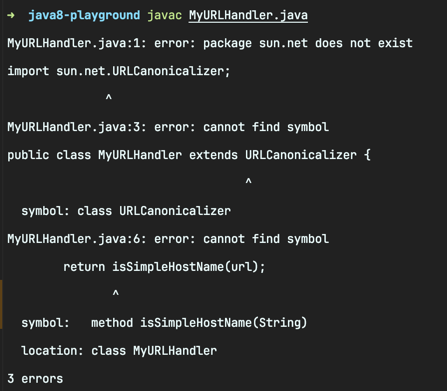 ➜  java8-playground javac MyURLHandler.java
MyURLHandler.java:1: error: package sun.net does not exist
import sun.net.URLCanonicalizer;
              ^
MyURLHandler.java:3: error: cannot find symbol
public class MyURLHandler extends URLCanonicalizer {
                                  ^
  symbol: class URLCanonicalizer
MyURLHandler.java:6: error: cannot find symbol
        return isSimpleHostName(url);
               ^
  symbol:   method isSimpleHostName(String)
  location: class MyURLHandler
3 errors